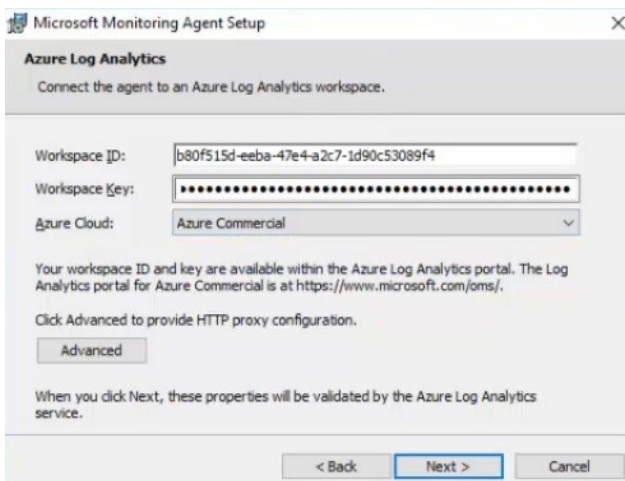 Microsoft Monitoring Agent Setup
Azure Log Analytics
Connect the agent to an Azure Log Analytics workspace.
Workspace ID: b80f515d-eeba-47e4-a2c7-1d90c53089f4
Workspace Key: ••••••••••••••••••••••••••••••••••••••••••••
Azure Cloud: Azure Commercial
Your workspace ID and key are available within the Azure Log Analytics portal. The Log
Analytics portal for Azure Commercial is at https://www.microsoft.com/oms/.
Click Advanced to provide HTTP proxy configuration.
Advanced
When you click Next, these properties will be validated by the Azure Log Analytics
service.
< Back Next > Cancel